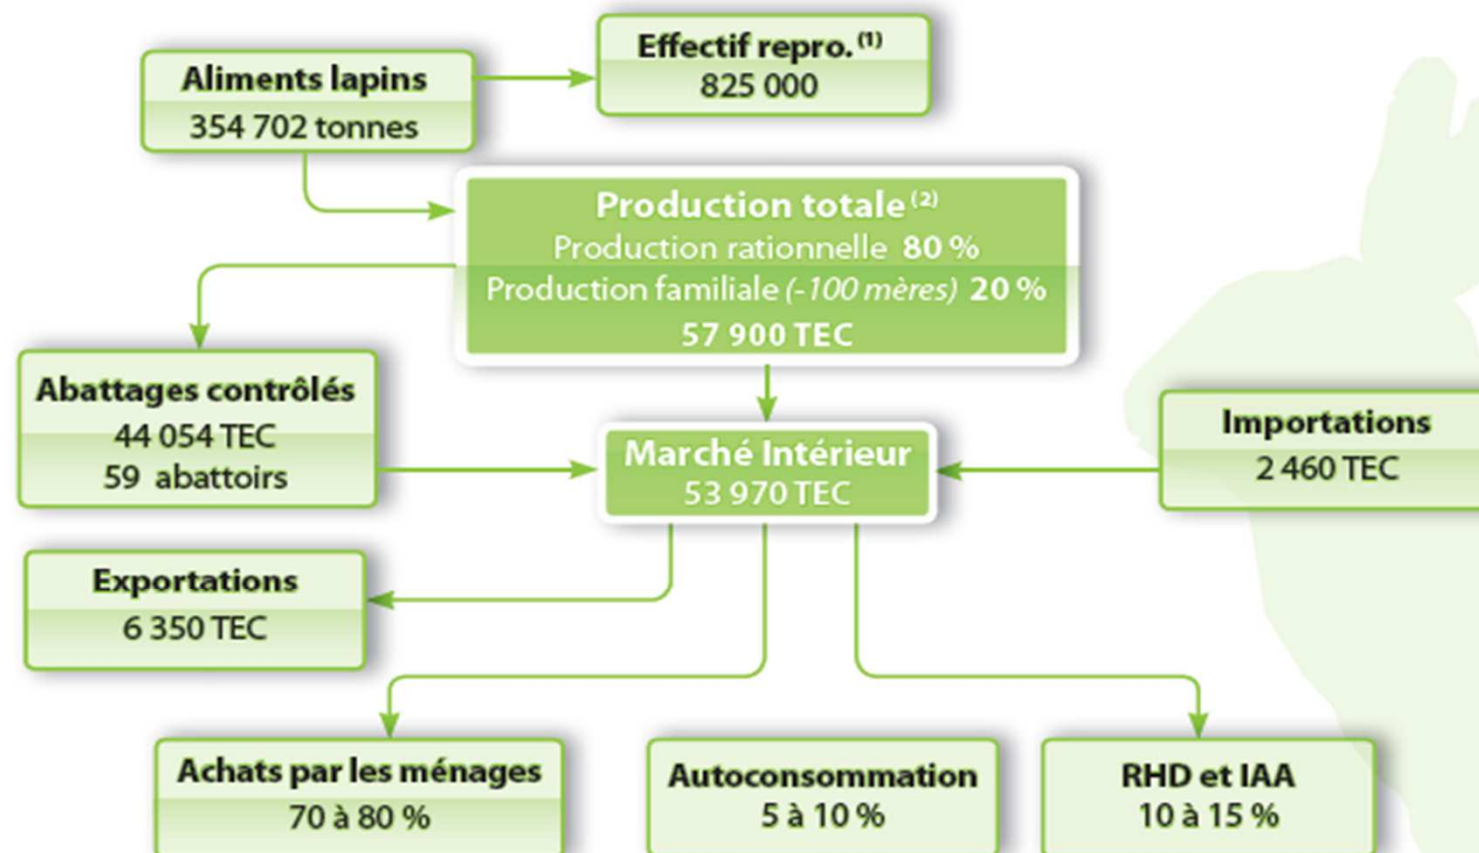 Effectif repro. (1)
825 000
Aliments lapins
354 702 tonnes
Production totale (2)
Production rationnelle 80 %
Production familiale (-100 mères) 20 %
57 900 TEC
Abattages contrôlés
44 054 TEC
59 abattoirs
Marché Intérieur
53 970 TEC
Importations
2 460 TEC
Exportations
6 350 TEC
Achats par les ménages
70 à 80 %
Autoconsommation
5 à 10 %
RHD et IAA
10 à 15 %